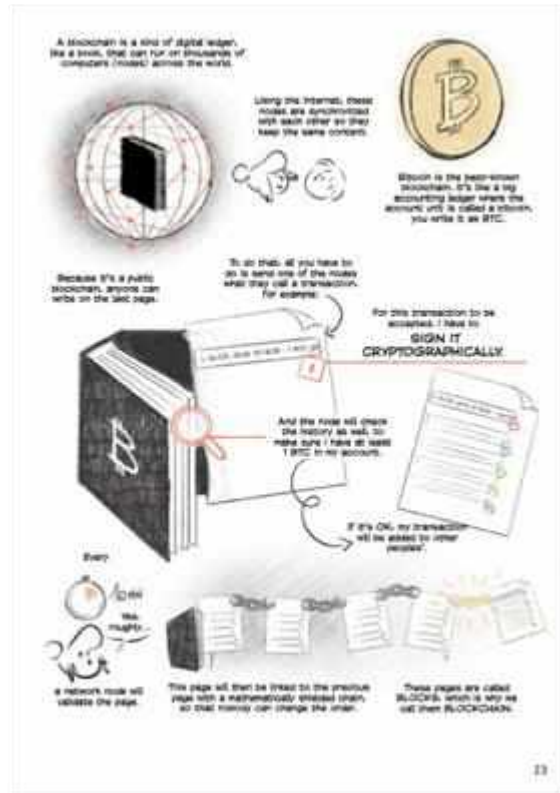 A blockchain is a kind of digital ledger,
like a book, that can run on thousands of
computers (nodes) across the world.
Using the internet, these
nodes are synchronized
with each other so they
keep the same content.
Bitcoin is the best-known
blockchain. It's like a big
accounting ledger where the
account unit is called a bitcoin,
you write it as BTC.
Because it's a public
blockchain, anyone can
write on the last page.
To do that, all you have to
do is send one of the nodes
what they call a transaction.
For example:
For this transaction to be
accepted, I have to
SIGN IT
CRYPTOGRAPHICALLY.
And the node will check
the history as well, to
make sure I have at least
1 BTC in my account.
If it's OK, my transaction
will be added to other
peoples'.
Every
roughly...
a network node will
validate the page.
This page will then be linked to the previous
page with a mathematically shielded chain,
so that nobody can change the order.
These pages are called
BLOCKS, which is why we
call them BLOCKCHAIN.
23